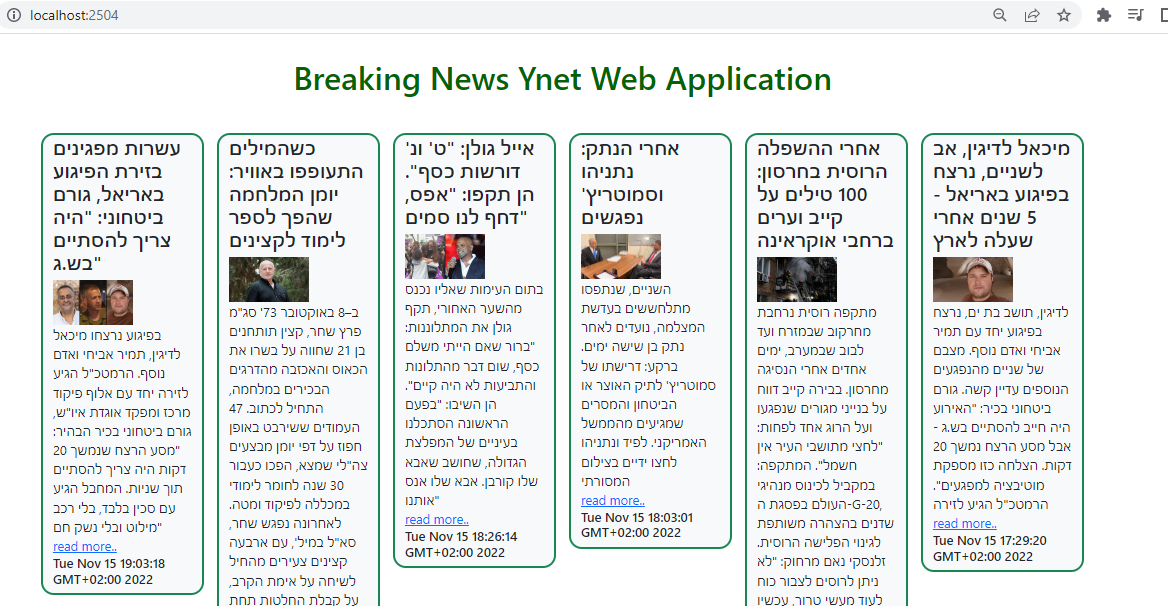 localhost:2504
Breaking News Ynet Web Application
עשרות מפגינים
בזירת הפיגוע
באריאל, גורם
ביטחוני: "היה
צריך להסתיים
"בש.ג
בפיגוע נרצחו מיכאל
לדיגין, תמיר אביחי ואדם
נוסף. הרמטכ"ל הגיע
לזירה יחד עם אלוף פיקוד
מרכז ומפקד אוגדת איו"ש,
גורם ביטחוני בכיר הבהיר:
"מסע הרצח שנמשך 20
דקות היה צריך להסתיים
תוך שניות. המחבל הגיע
עם סכין בלבד, בלי רכב
"מילוט ובלי נשק חם
read more..
Tue Nov 15 19:03:18
GMT+02:00 2022
כשהמילים
התעופפו באוויר:
יומן המלחמה
שהפך לספר
לימוד לקצינים
ב–8 באוקטובר 73' סג"מ
פרץ שחר, קצין תותחנים
בן 21 שחווה על בשרו את
הכאוס והאכזבה מהדרגים
הבכירים במלחמה,
התחיל לכתוב. 47
העמודים ששירבט באופן
חפוז על דפי יומן מבצעים
צה"לי שמצא, הפכו כעבור
30 שנה לחומר לימודי
במכללה לפיקוד ומטה.
לאחרונה נפגש שחר,
סא"ל במיל', עם ארבעה
קצינים צעירים מהחיל
לשיחה על אימת הקרב,
על קבלת החלטות תחת
אייל גולן: "ט' ונ'
דורשות כסף".
הן תקפו: "אפס,
"דחף לנו סמים
בתום העימות שאליו נכנס
מהשער האחורי, תקף
גולן את המתלוננות:
"ברור שאם הייתי משלם
כסף, שום דבר מהתלונות
והתביעות לא היה קיים".
הן השיבו: "בפעם
הראשונה הסתכלנו
בעיניים של המפלצת
הגדולה, שחושב שאבא
שלו קורבן. אבא שלו אנס
"אותנו
read more..
Tue Nov 15 18:26:14
GMT+02:00 2022
אחרי הנתק:
נתניהו
וסמוטריץ'
נפגשים
השניים, שנתפסו
מתלחששים בעדשת
המצלמה, נועדים לאחר
נתק בן שישה ימים.
ברקע: דרישתו של
סמוטריץ' לתיק האוצר או
הביטחון והמסרים
שמגיעים מהממשל
האמריקני. לפיד ונתניהו
לחצו ידיים בצילום
המסורתי
read more..
Tue Nov 15 18:03:01
GMT+02:00 2022
אחרי ההשפלה
הרוסית בחרסון:
100 טילים על
קייב וערים
ברחבי אוקראינה
מתקפה רוסית נרחבת
מחרקוב שבמזרח ועד
לבוב שבמערב, ימים
אחדים אחרי הנסיגה
מחרסון. בבירה קייב דווח
על בנייני מגורים שנפגעו
ועל הרוג אחד לפחות:
"לחצי מתושבי העיר אין
חשמל". המתקפה:
במקביל לכינוס מנהיגי
העולם בפסגת ה-G-20,
שדנים בהצהרה משותפת
לגינוי הפלישה הרוסית.
זלנסקי נאם מרחוק: "לא
ניתן לרוסים לצבור כוח
לעוד מעשי טרור, עכשיו
מיכאל לדיגין, אב
לשניים, נרצח
בפיגוע באריאל -
5 שנים אחרי
שעלה לארץ
לדיגין, תושב בת ים, נרצח
בפיגוע יחד עם תמיר
אביחי ואדם נוסף. מצבם
של שניים מהנפגעים
הנוספים עדיין קשה. גורם
ביטחוני בכיר: "האירוע
היה חייב להסתיים בש.ג -
אבל מסע הרצח נמשך 20
דקות. הצלחה כזו מספקת
מוטיבציה למפגעים".
הרמטכ"ל הגיע לזירה
read more..
Tue Nov 15 17:29:20
GMT+02:00 2022